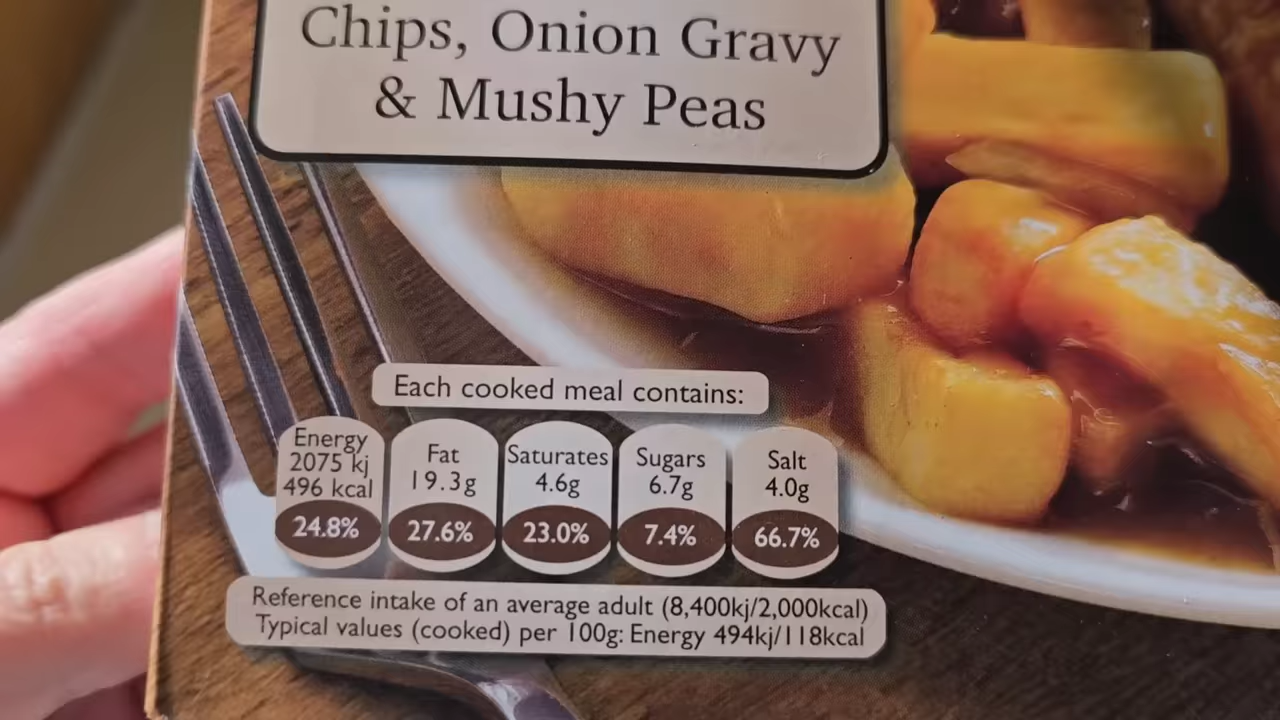 Chips, Onion Gravy
& Mushy Peas
Each cooked meal contains:
Energy
2075 kj
496 kcal
24.8%
Fat
19.3g
27.6%
Saturates
4.6g
23.0%
Sugars
6.7g
7.4%
Salt
4.0g
66.7%
Reference intake of an average adult (8,400kj/2,000kcal)
Typical values (cooked) per 100g: Energy 494kj/118kcal